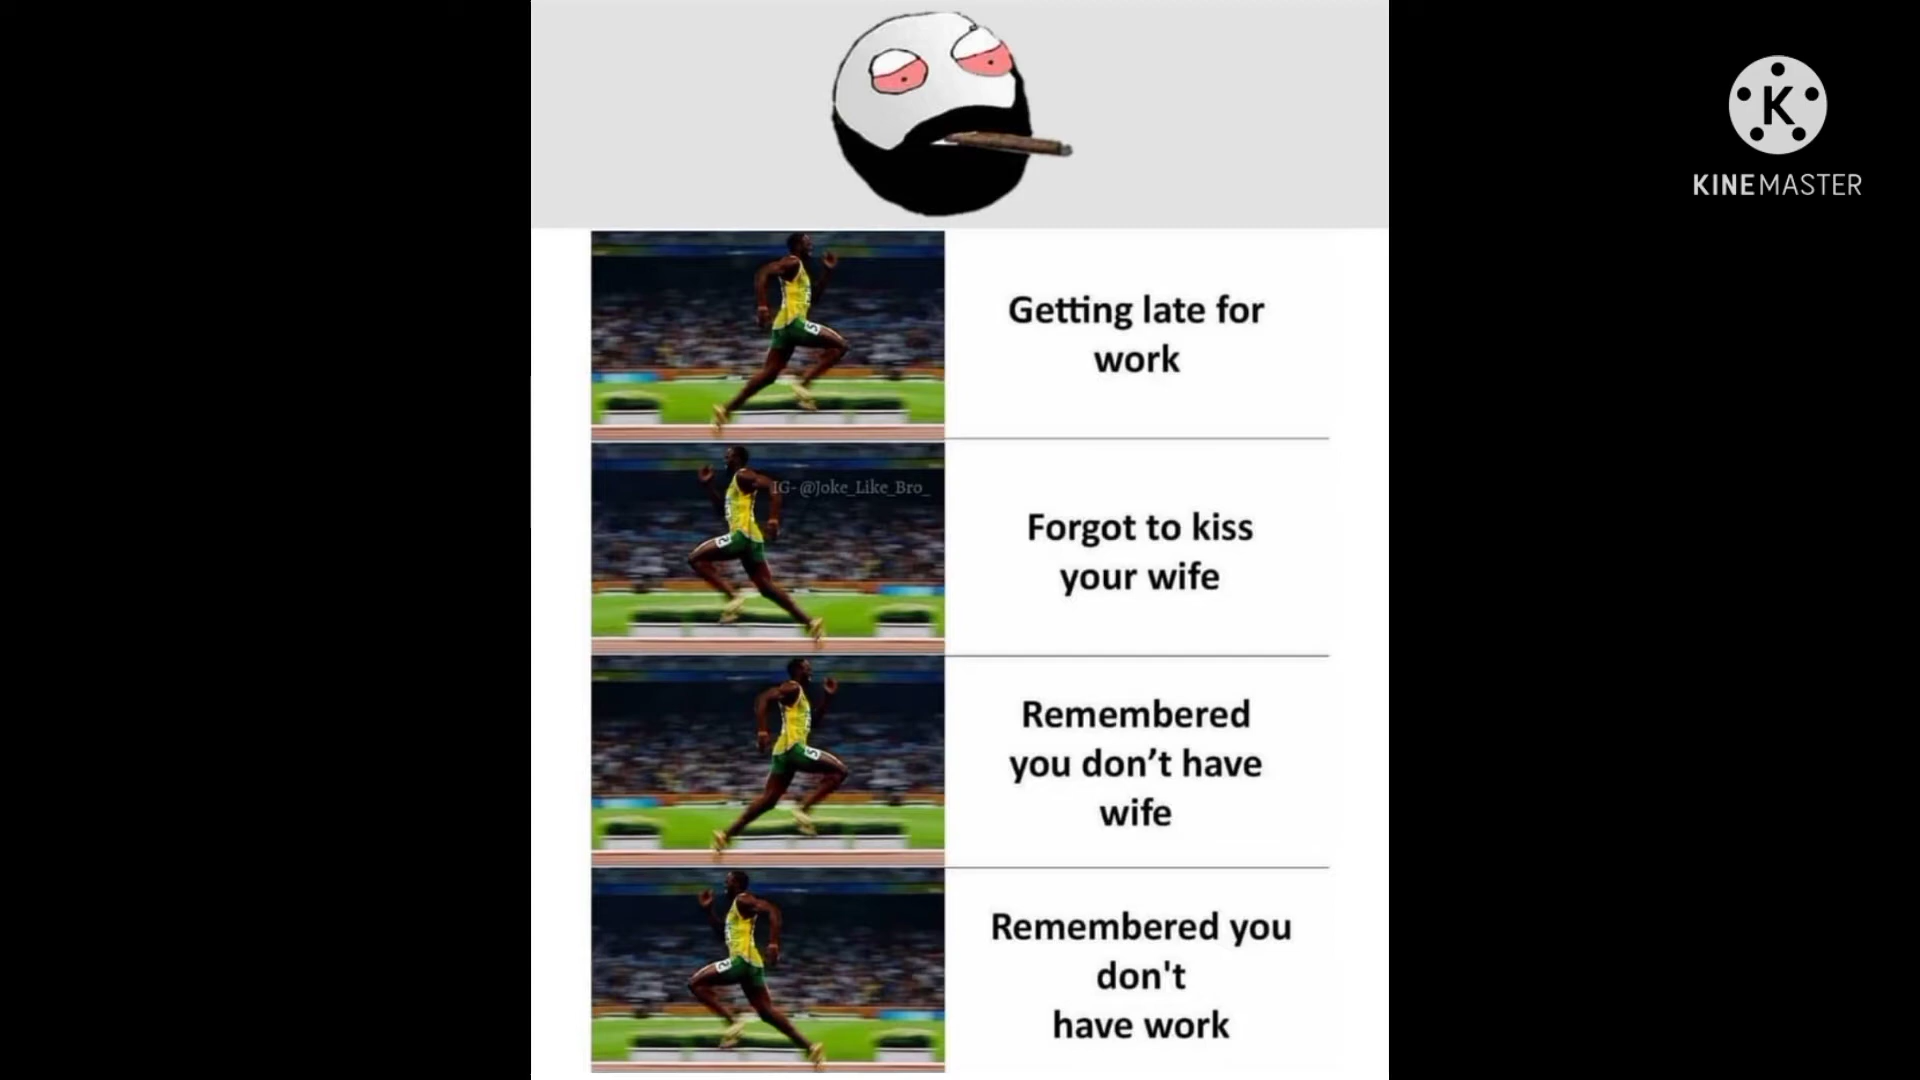 KINEMASTER
Getting late for
work
IG-@Joke_Like_Bro_
Forgot to kiss
your wife
Remembered
you don’t have
wife
Remembered you
don't
have work